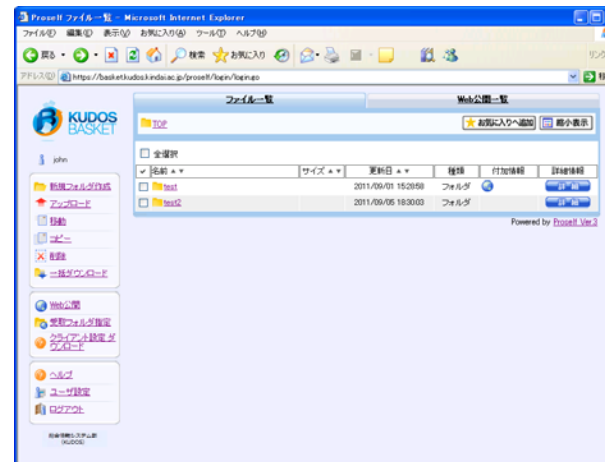 Proself ファイル一覧 - Microsoft Internet Explorer
ファイル(F) 編集(E) 表示(V) お気に入り(A) ツール(T) ヘルプ(H)
戻る 検索 お気に入り
アドレス(D) https://basket.kudos.kindai.ac.jp/proself/login/login.go
KUDOS
BASKET
john
新規フォルダ作成
アップロード
移動
コピー
削除
一括ダウンロード
Web公開
受取フォルダ指定
クライアント設定 ダ
ウンロード
ヘルプ
ユーザ設定
ログアウト
(KUDOS)
ファイル一覧 Web公開一覧
TOP
お気に入りへ追加 縮小表示
全選択
名前 ▲▼ サイズ ▲▼ 更新日 ▲▼ 種類 付加情報 詳細情報
test 2011/09/01 15:20:58 フォルダ 詳細
test2 2011/09/05 18:30:03 フォルダ 詳細
Powered by Proself Ver.3